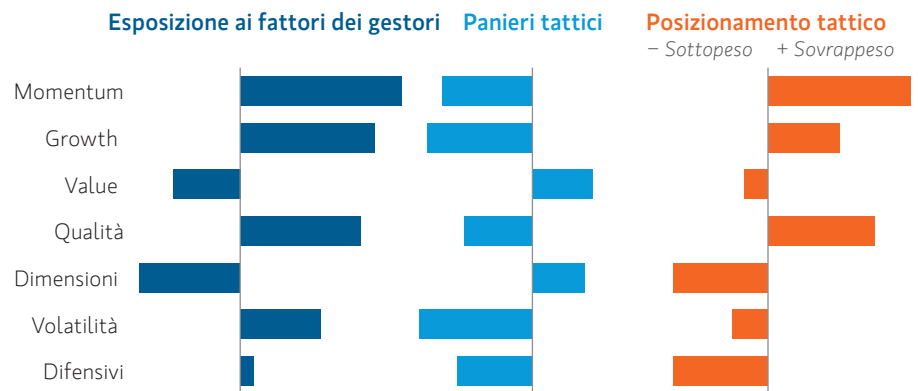 Esposizione ai fattori dei gestori Panieri tattici Posizionamento tattico
– Sottopeso + Sovrappeso
Momentum
Growth
Value
Qualità
Dimensioni
Volatilità
Difensivi